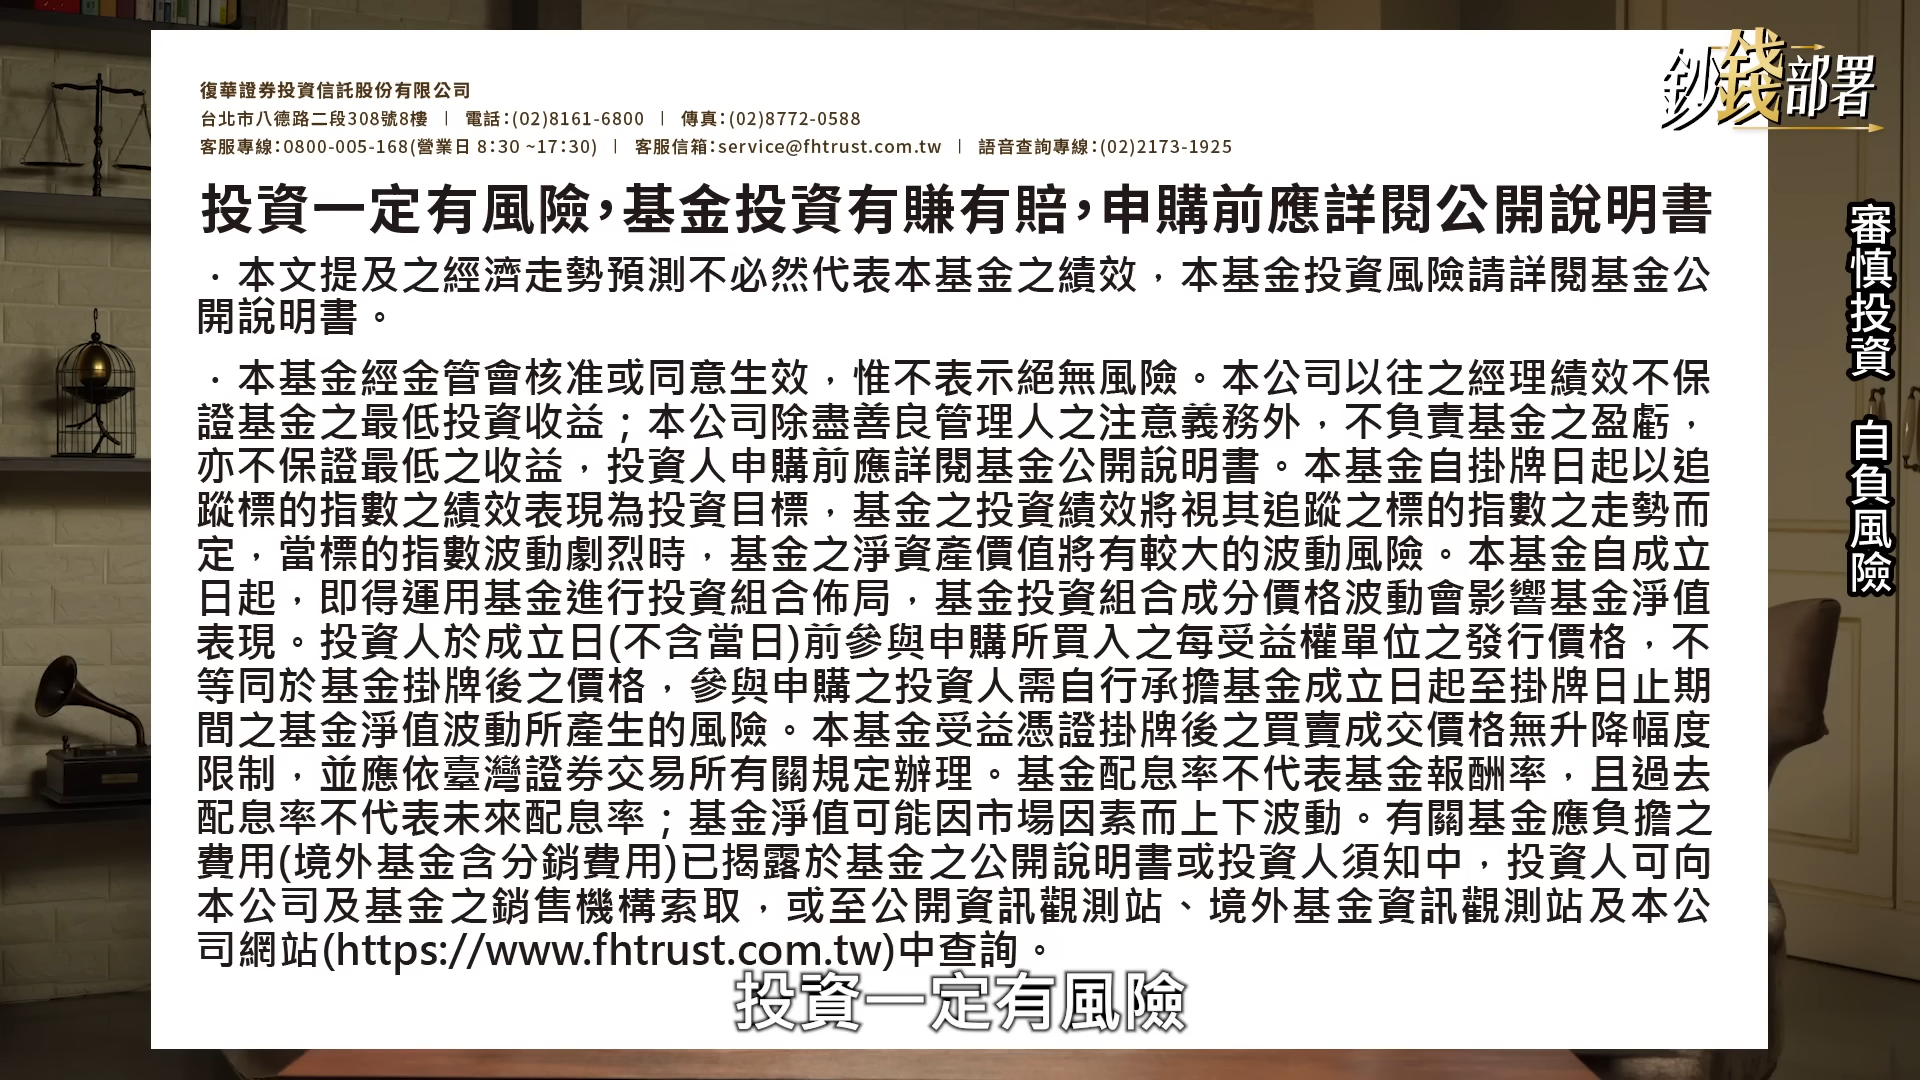 復華證券投資信託股份有限公司
台北市八德路二段308號8樓 | 電話:(02)8161-6800 | 傳真:(02)8772-0588
客服專線:0800-005-168(營業日 8:30 ~17:30) | 客服信箱:service@fhtrust.com.tw | 語音查詢專線:(02)2173-1925
投資一定有風險,基金投資有賺有賠,申購前應詳閱公開說明書
．本文提及之經濟走勢預測不必然代表本基金之績效，本基金投資風險請詳閱基金公
開說明書。
．本基金經金管會核准或同意生效，惟不表示絕無風險。本公司以往之經理績效不保
證基金之最低投資收益；本公司除盡善良管理人之注意義務外，不負責基金之盈虧，
亦不保證最低之收益，投資人申購前應詳閱基金公開說明書。本基金自掛牌日起以追
蹤標的指數之績效表現為投資目標，基金之投資績效將視其追蹤之標的指數之走勢而
定，當標的指數波動劇烈時，基金之淨資產價值將有較大的波動風險。本基金自成立
日起，即得運用基金進行投資組合佈局，基金投資組合成分價格波動會影響基金淨值
表現。投資人於成立日(不含當日)前參與申購所買入之每受益權單位之發行價格，不
等同於基金掛牌後之價格，參與申購之投資人需自行承擔基金成立日起至掛牌日止期
間之基金淨值波動所產生的風險。本基金受益憑證掛牌後之買賣成交價格無升降幅度
限制，並應依臺灣證券交易所有關規定辦理。基金配息率不代表基金報酬率，且過去
配息率不代表未來配息率；基金淨值可能因市場因素而上下波動。有關基金應負擔之
費用(境外基金含分銷費用)已揭露於基金之公開說明書或投資人須知中，投資人可向
本公司及基金之銷售機構索取，或至公開資訊觀測站、境外基金資訊觀測站及本公
司網站(https://www.fhtrust.com.tw)中查詢。
投資一定有風險
鈔錢部署
審慎投資 自負風險